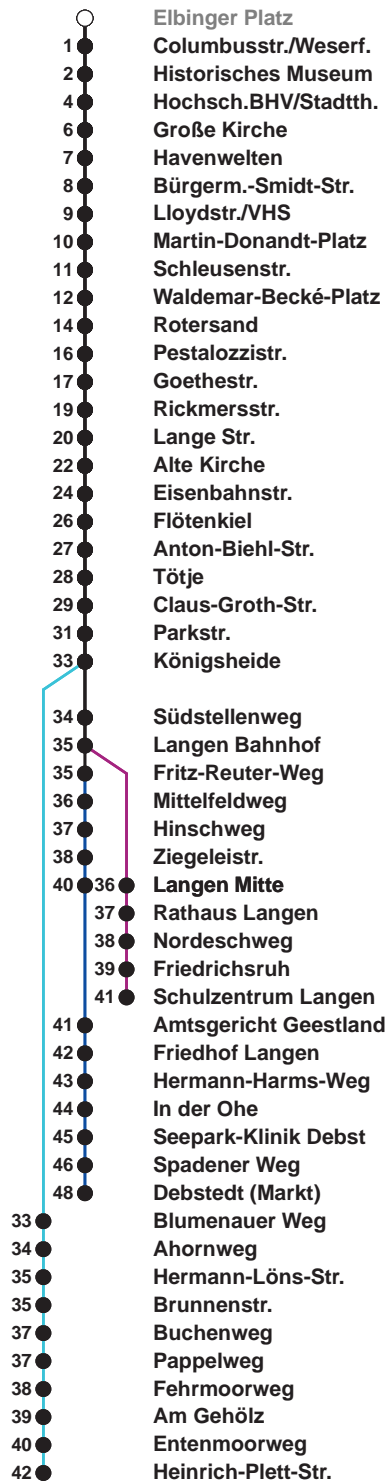 Elbinger Platz
1 Columbusstr./Weserf.
2 Historisches Museum
4 Hochsch.BHV/Stadtth.
6 Große Kirche
7 Havenwelten
8 Bürgerm.-Smidt-Str.
9 Lloydstr./VHS
10 Martin-Donandt-Platz
11 Schleusenstr.
12 Waldemar-Becké-Platz
14 Rotersand
16 Pestalozzistr.
17 Goethestr.
19 Rickmersstr.
20 Lange Str.
22 Alte Kirche
24 Eisenbahnstr.
26 Flötenkiel
27 Anton-Biehl-Str.
28 Tötje
29 Claus-Groth-Str.
31 Parkstr.
33 Königsheide
34 Südstellenweg
35 Langen Bahnhof
35 Fritz-Reuter-Weg
36 Mittelfeldweg
37 Hinschweg
38 Ziegeleistr.
40 36 Langen Mitte
37 Rathaus Langen
38 Nordeschweg
39 Friedrichsruh
41 Schulzentrum Langen
41 Amtsgericht Geestland
42 Friedhof Langen
43 Hermann-Harms-Weg
44 In der Ohe
45 Seepark-Klinik Debst
46 Spadener Weg
48 Debstedt (Markt)
33 Blumenauer Weg
34 Ahornweg
35 Hermann-Löns-Str.
35 Brunnenstr.
37 Buchenweg
37 Pappelweg
38 Fehrmoorweg
39 Am Gehölz
40 Entenmoorweg
42 Heinrich-Plett-Str.